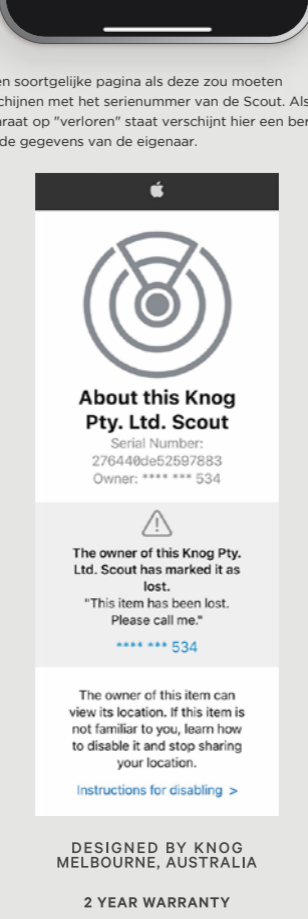 en soortgelijke pagina als deze zou moeten
chijnen met het serienummer van de Scout. Als
araat op "verloren" staat verschijnt hier een ber
de gegevens van de eigenaar.
About this Knog
Pty. Ltd. Scout
Serial Number:
276440de52597883
Owner: **** *** 534
The owner of this Knog Pty.
Ltd. Scout has marked it as
lost.
"This item has been lost.
Please call me."
**** *** 534
The owner of this item can
view its location. If this item is
not familiar to you, learn how
to disable it and stop sharing
your location.
Instructions for disabling >
DESIGNED BY KNOG
MELBOURNE, AUSTRALIA
2 YEAR WARRANTY